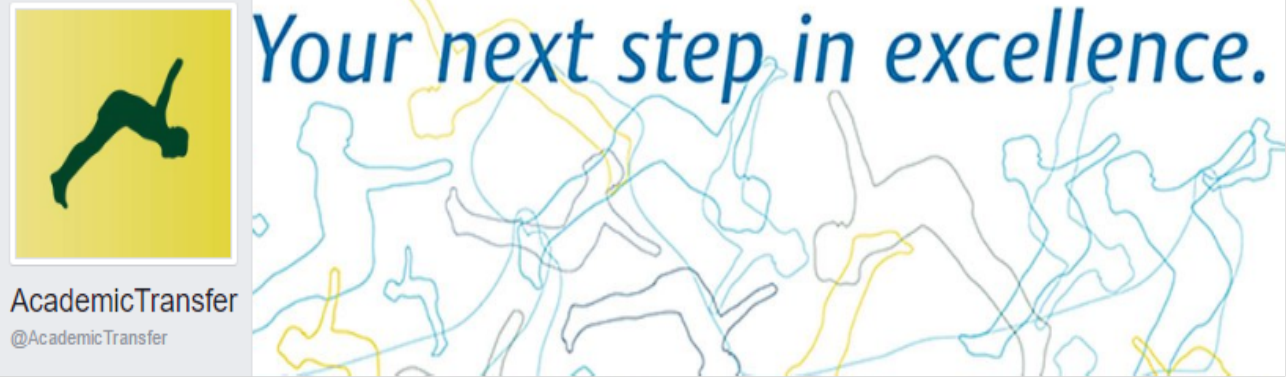 Your next step in excellence.
AcademicTransfer
@AcademicTransfer